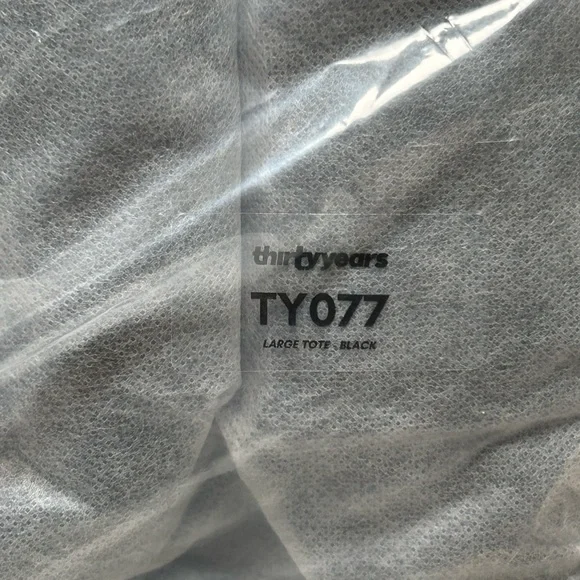 thirtyyears
TY077
LARGE TOTE . BLACK